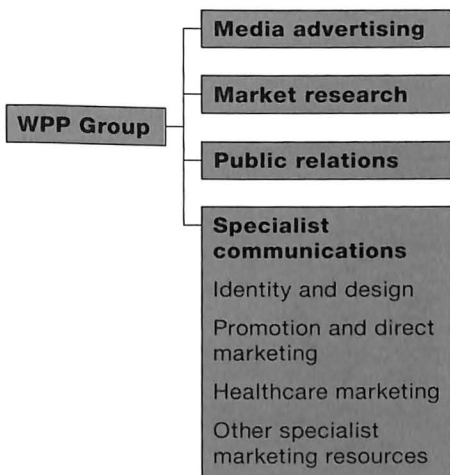 Media advertising
Market research
WPP Group
Public relations
Specialist
communications
Identity and design
Promotion and direct
marketing
Healthcare marketing
Other specialist
marketing resources